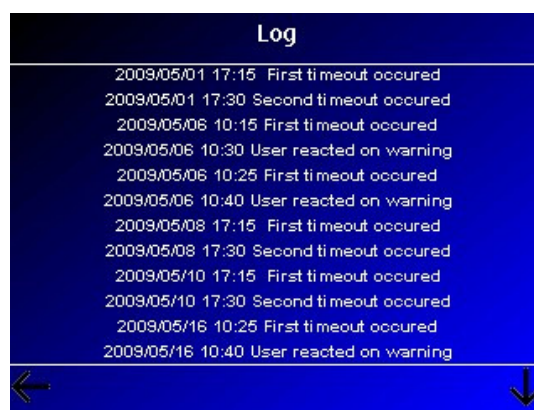 Log
2009/05/01 17:15 First timeout occured
2009/05/01 17:30 Second timeout occured
2009/05/06 10:15 First timeout occured
2009/05/06 10:30 User reacted on warning
2009/05/06 10:25 First timeout occured
2009/05/06 10:40 User reacted on warning
2009/05/08 17:15 First timeout occured
2009/05/08 17:30 Second timeout occured
2009/05/10 17:15 First timeout occured
2009/05/10 17:30 Second timeout occured
2009/05/16 10:25 First timeout occured
2009/05/16 10:40 User reacted on warning